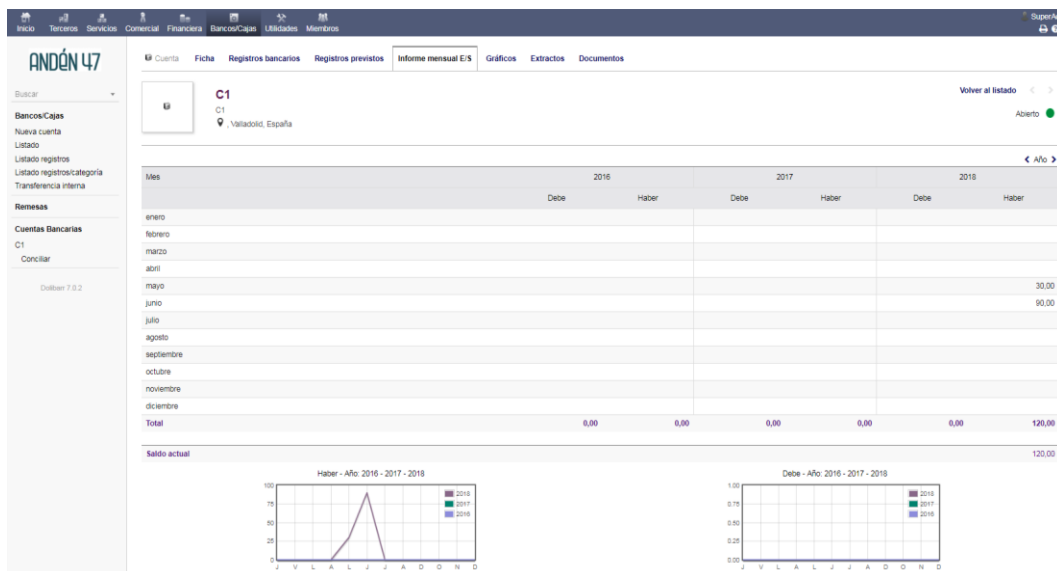 Inicio Terceros Servicios Comercial Financiera Bancos/Cajas Utilidades Miembros
ANDÉN 47
Buscar
Bancos/Cajas
Nueva cuenta
Listado
Listado registros
Listado registros/categoría
Transferencia interna
Remesas
Cuentas Bancarias
C1
Conciliar
Dolibarr 7.0.2
Cuenta Ficha Registros bancarios Registros previstos Informe mensual E/S Gráficos Extractos Documentos
C1
C1
, Valladolid, España
Volver al listado < >
Abierto
< Año >
Mes 2016 2017 2018
Debe Haber Debe Haber Debe Haber
enero
febrero
marzo
abril
mayo 30,00
junio 90,00
julio
agosto
septiembre
octubre
noviembre
diciembre
Total 0,00 0,00 0,00 0,00 0,00 120,00
Saldo actual 120,00
Haber - Año: 2016 - 2017 - 2018
100
75
50
25
0
2017
J V L A L J J A D O N D
Debe - Año: 2016 - 2017 - 2018
1.00
0.75
0.50
0.25
0.00
2017
J V L A L J J A D O N D